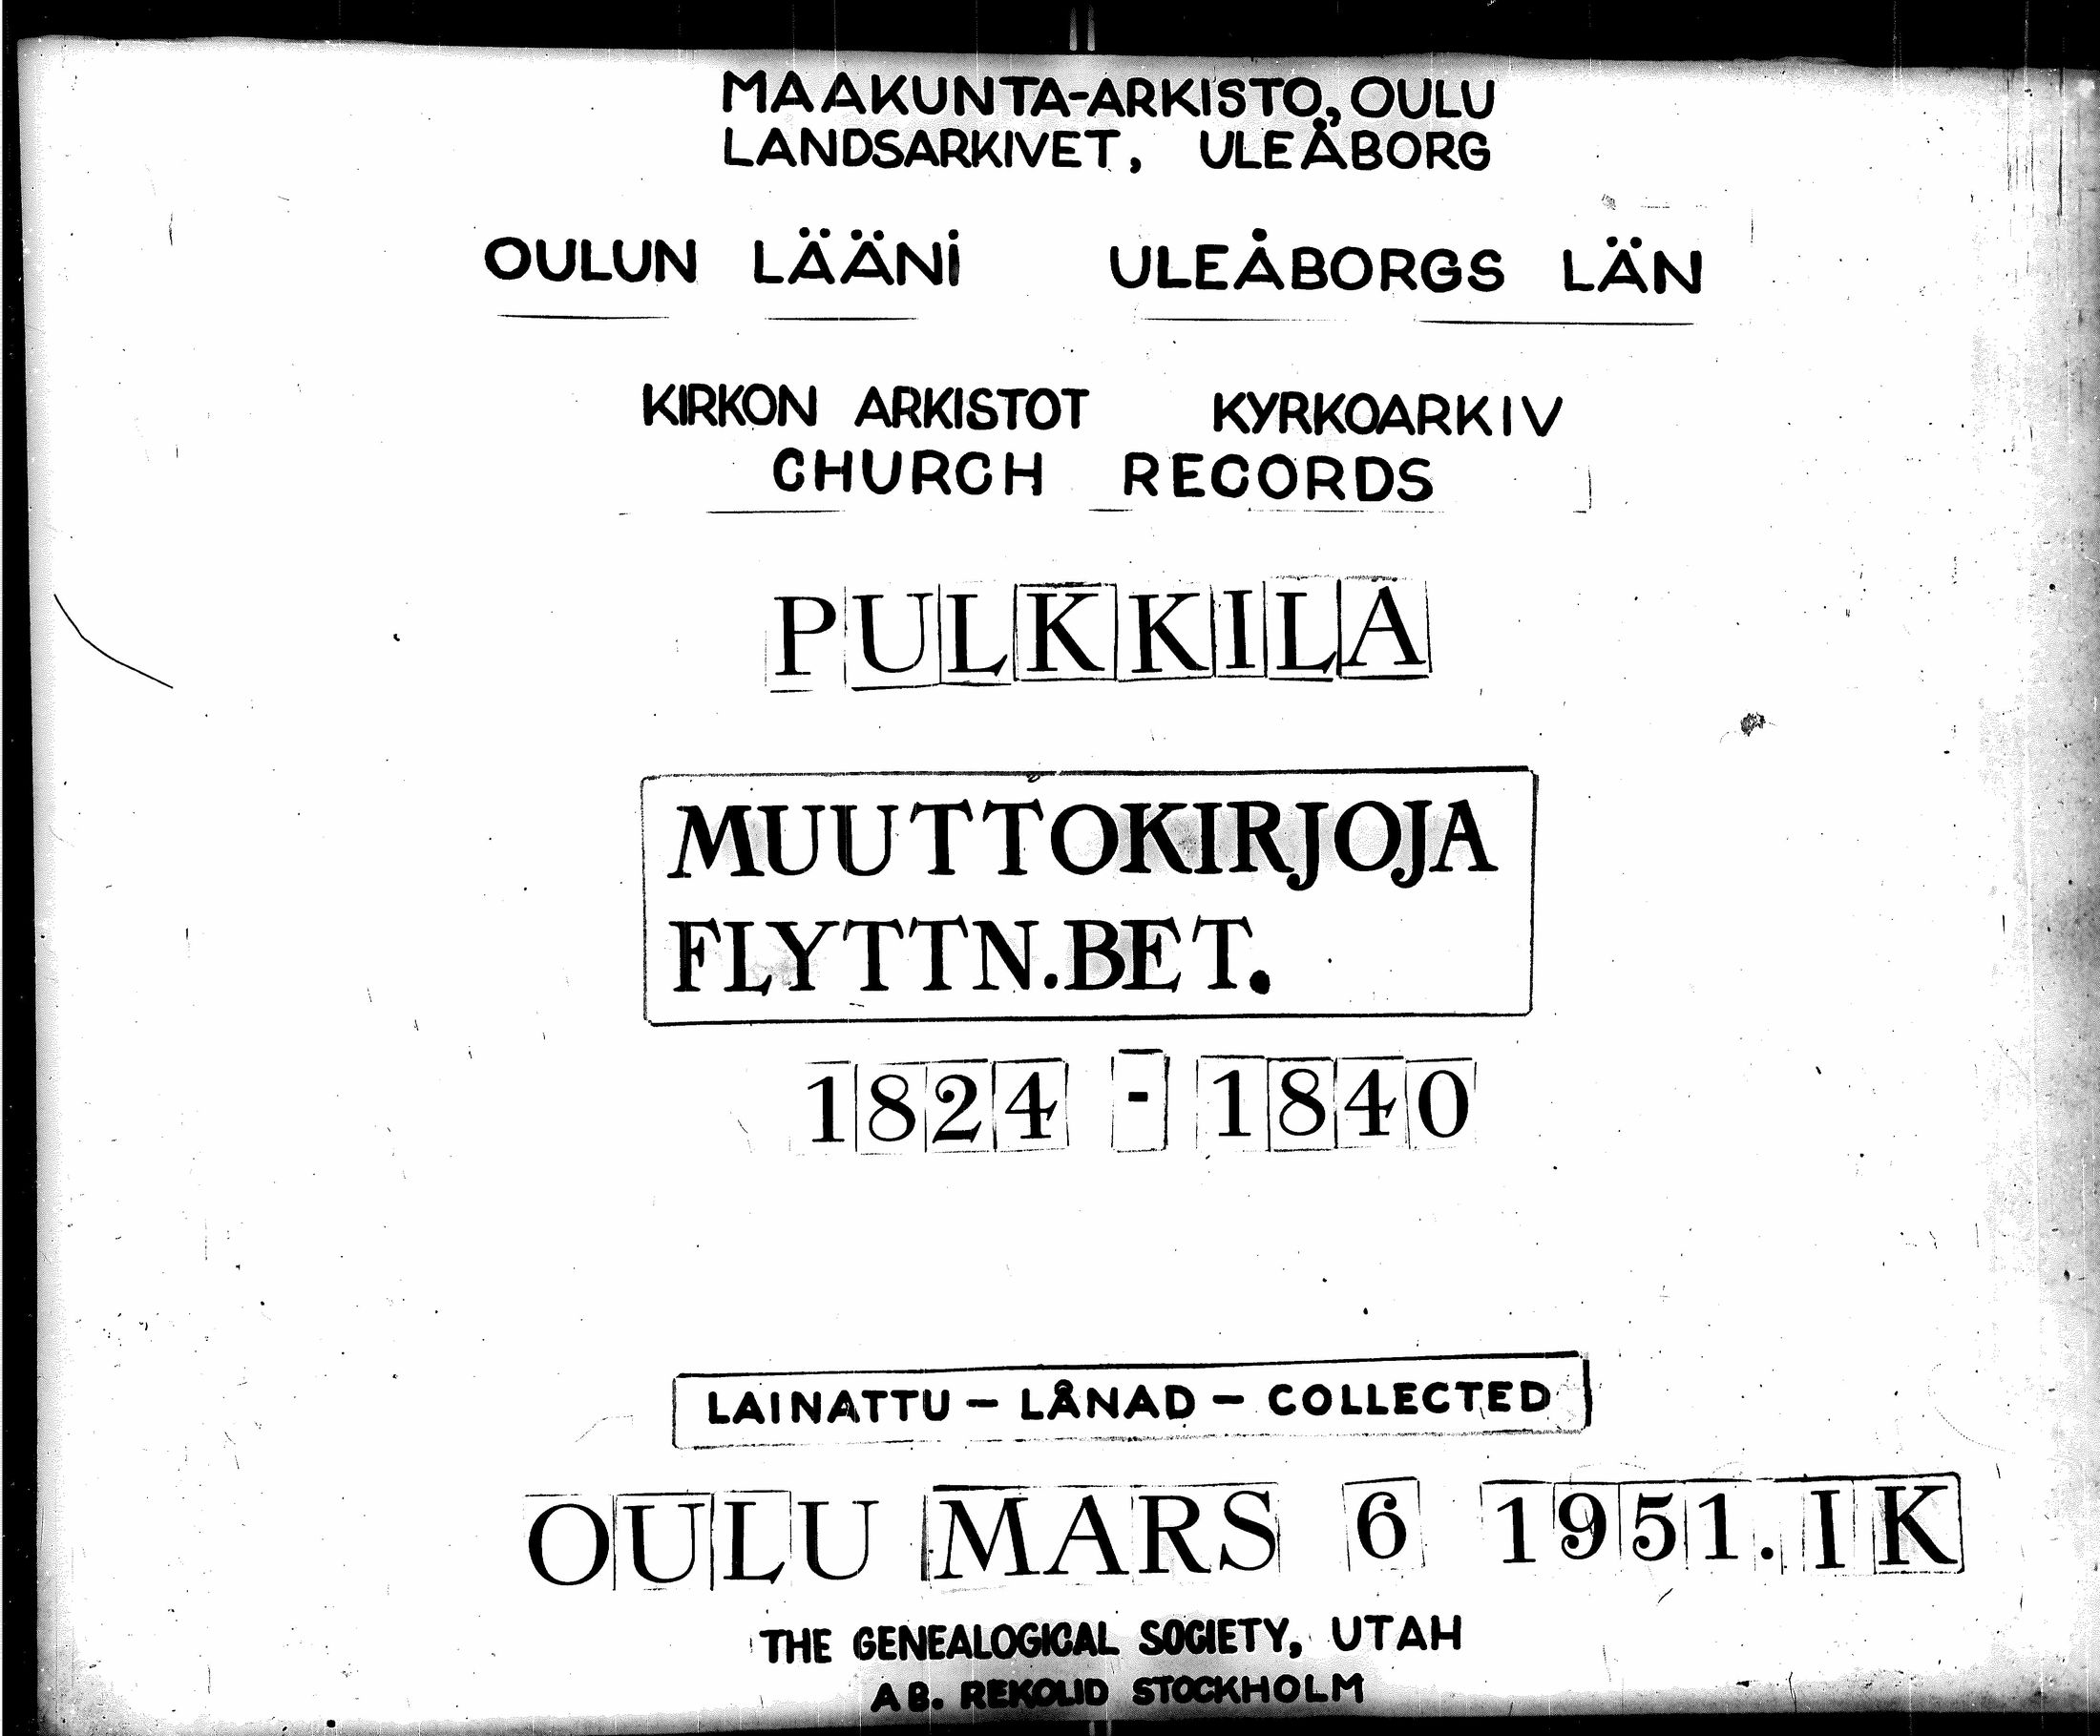 MAAKUNTA-ARKISTO, OULU
LANDSARKIVET, ULEÅBORG
OULUN LÄÄNi ULEÅBORGS LÄN
KIRKON ARKISTOT KYRKOARKIV
CHURCH RECORDS
PULKKILA
MUUTTOKIRJOJA
FLYTTN.BET.
1824 - 1840
LAINATTU - LÅNAD - COLLECTED
OULU MARS 6 1951. IK
THE GENEALOGICAL SOCIETY, UTAH
AB. REKOLID STOCKHOLM